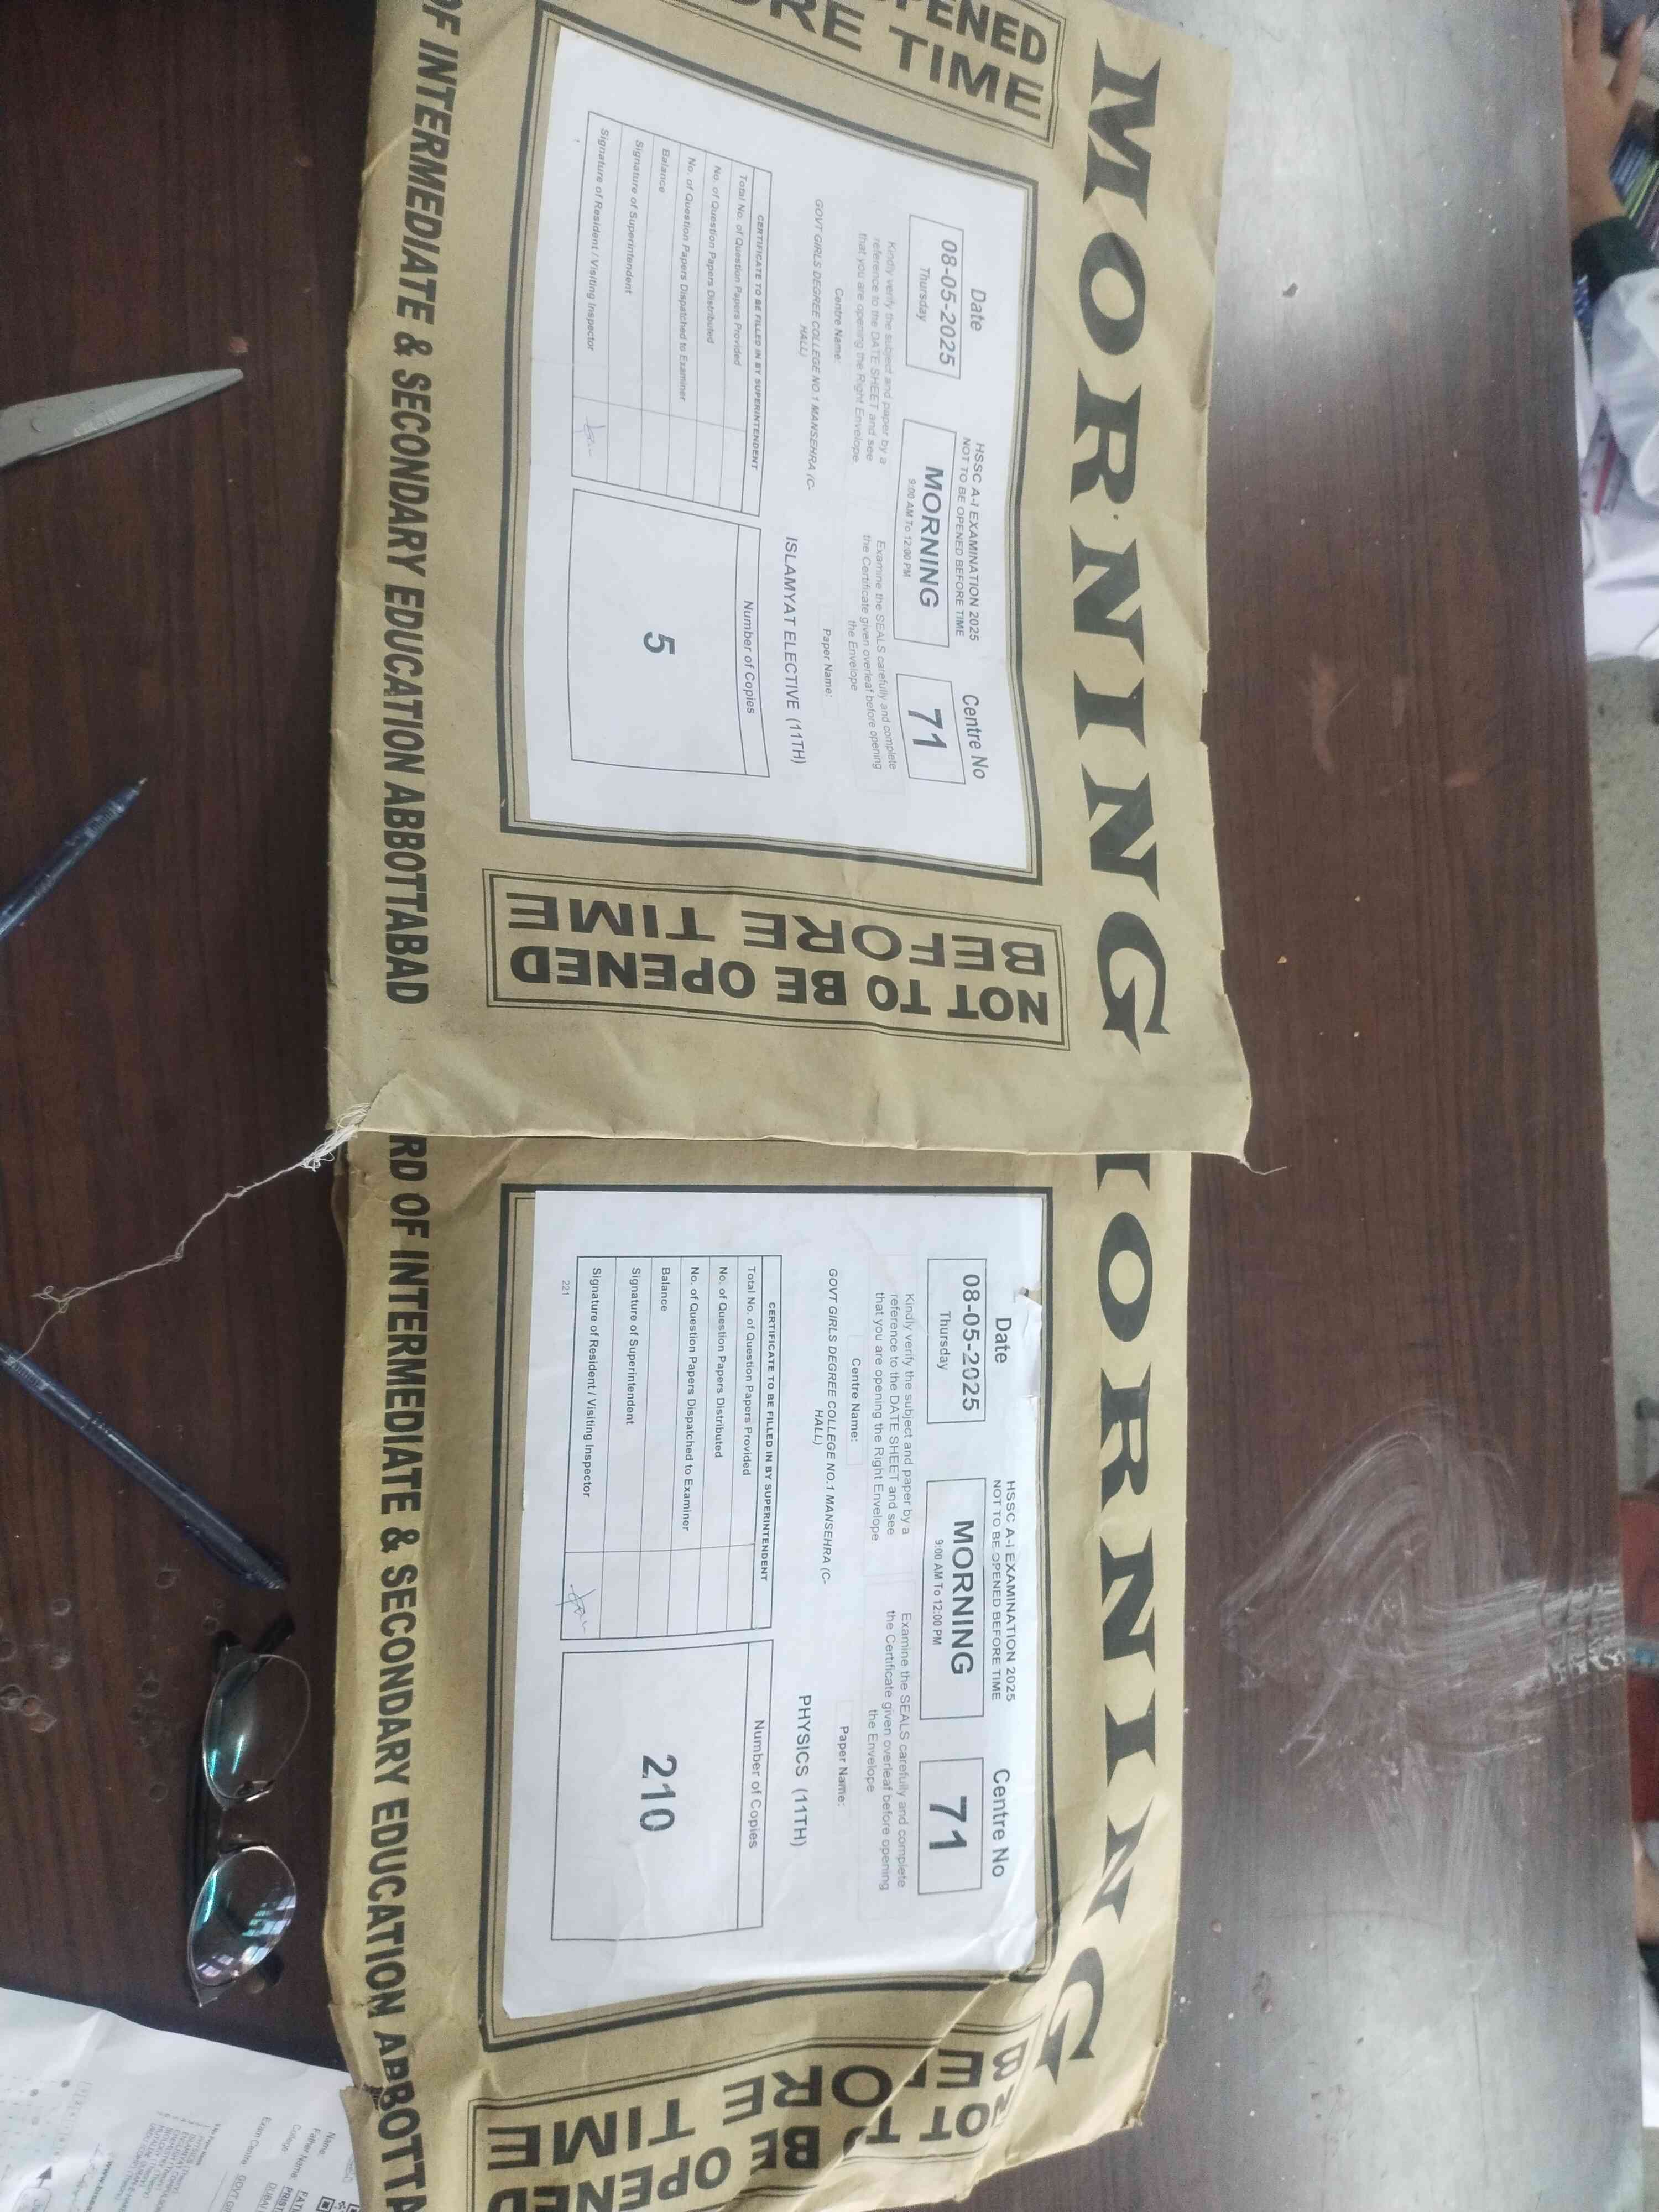 MORNING
OPENED
ORE TIME
Date
08-05-2025
Thursday
HSSC A-I EXAMINATION 2025
NOT TO BE OPENED BEFORE TIME
MORNING
9:00 AM To 12:00 PM
Centre No
71
Kindly verify the subject and paper by a
reference to the DATE SHEET and see
that you are opening the Right Envelope
Examine the SEALS carefully and complete
the Certificate given overleaf before opening
the Envelope
Centre Name:
GOVT GIRLS DEGREE COLLEGE NO.1 MANSEHRA (C-
HALL)
Paper Name:
ISLAMYAT ELECTIVE (11TH)
CERTIFICATE TO BE FILLED IN BY SUPERINTENDENT
Total No. of Question Papers Provided
No. of Question Papers Distributed
No. of Question Papers Dispatched to Examiner
Balance
Signature of Superintendent
Signature of Resident / Visiting Inspector
Number of Copies
5
NOT TO BE OPENED
BEFORE TIME
OF INTERMEDIATE & SECONDARY EDUCATION ABBOTTABAD
MORNING
Date
08-05-2025
Thursday
HSSC A-I EXAMINATION 2025
NOT TO BE OPENED BEFORE TIME
MORNING
9:00 AM To 12:00 PM
Centre No
71
Kindly verify the subject and paper by a
reference to the DATE SHEET and see
that you are opening the Right Envelope
Examine the SEALS carefully and complete
the Certificate given overleaf before opening
the Envelope
Centre Name:
GOVT GIRLS DEGREE COLLEGE NO.1 MANSEHRA (C-
HALL)
Paper Name:
PHYSICS (11TH)
CERTIFICATE TO BE FILLED IN BY SUPERINTENDENT
Total No. of Question Papers Provided
No. of Question Papers Distributed
No. of Question Papers Dispatched to Examiner
Balance
Signature of Superintendent
Signature of Resident / Visiting Inspector
221
Number of Copies
210
NOT TO BE OPENED
BEFORE TIME
RD OF INTERMEDIATE & SECONDARY EDUCATION ABBOTTA
Name
Father Name
College
Exam Centre